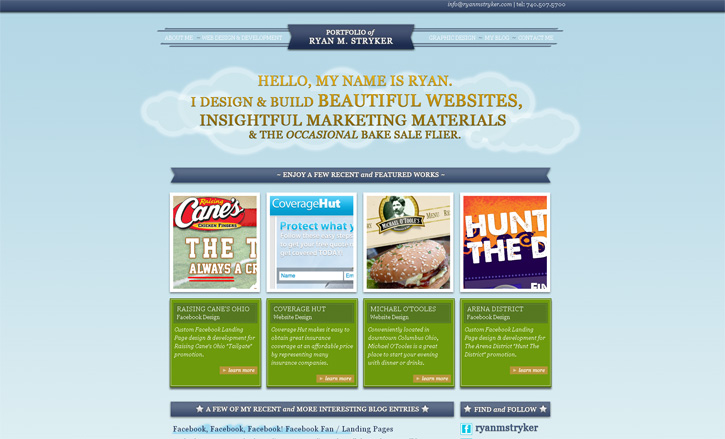 info@ryanmstryker.com | tel: 740.507.5700
PORTFOLIO of
RYAN M. STRYKER
ABOUT ME ~ WEB DESIGN & DEVELOPMENT
GRAPHIC DESIGN ~ MY BLOG ~ CONTACT ME
HELLO, MY NAME IS RYAN.
I DESIGN & BUILD BEAUTIFUL WEBSITES,
INSIGHTFUL MARKETING MATERIALS
& THE OCCASIONAL BAKE SALE FLIER.
~ ENJOY A FEW RECENT and FEATURED WORKS ~
Raising
Cane's
CHICKEN FINGERS
THE T
ALWAYS A CR
CoverageHut
Protect what y
get covered TODAY!
Name
Em
MICHAEL O'TOOLE'S
MENU
HUNT
THE D
FIN
RAISING CANE'S OHIO
Facebook Design
Custom Facebook Landing
Page design & development for
Raising Cane's Ohio "Tailgate"
promotion.
► learn more
COVERAGE HUT
Website Design
Coverage Hut makes it easy to
obtain great insurance
coverage at an affordable price
by representing many
insurance companies.
► learn more
MICHAEL O'TOOLES
Website Design
Conveniently located in
downtown Columbus Ohio,
Michael O'Tooles is a great
place to start your evening
with dinner or drinks.
► learn more
ARENA DISTRICT
Facebook Design
Custom Facebook Landing
Page design & development for
The Arena District "Hunt The
District" promotion.
► learn more
★ A FEW OF MY RECENT and MORE INTERESTING BLOG ENTRIES ★
★ FIND and FOLLOW ★
Facebook, Facebook, Facebook! Facebook Fan / Landing Pages
ryanmstryker